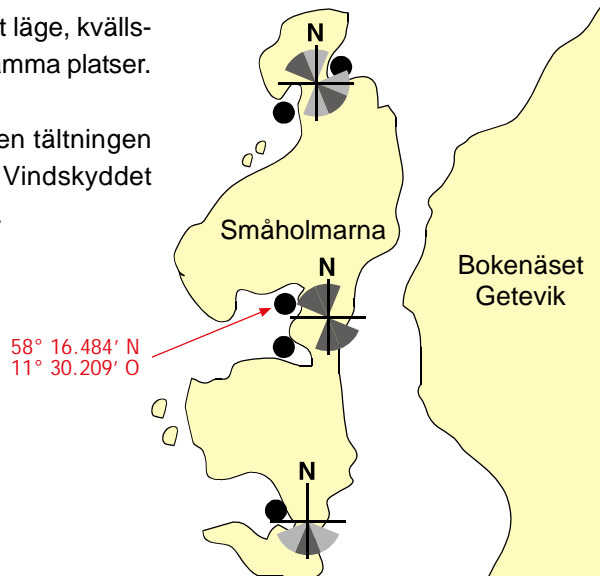 t läge, kvälls-
amma platser.
en tältningen
Vindskyddet
N
Småholmarna
N
Bokenäset
Getevik
58° 16.484’ N
11° 30.209’ O
N